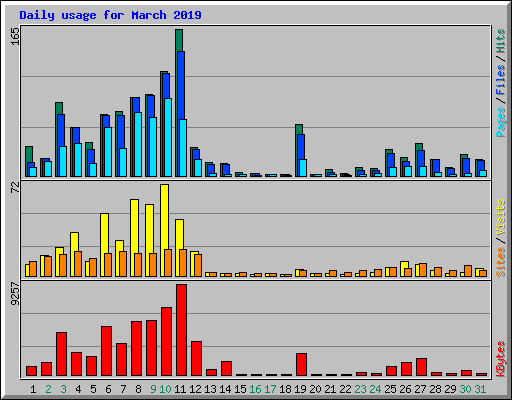 Daily usage for March 2019
165
72
9257
Pages / Files / Hits
Sites / Visits
KBytes
1 2 3 4 5 6 7 8 9 10 11 12 13 14 15 16 17 18 19 20 21 22 23 24 25 26 27 28 29 30 31